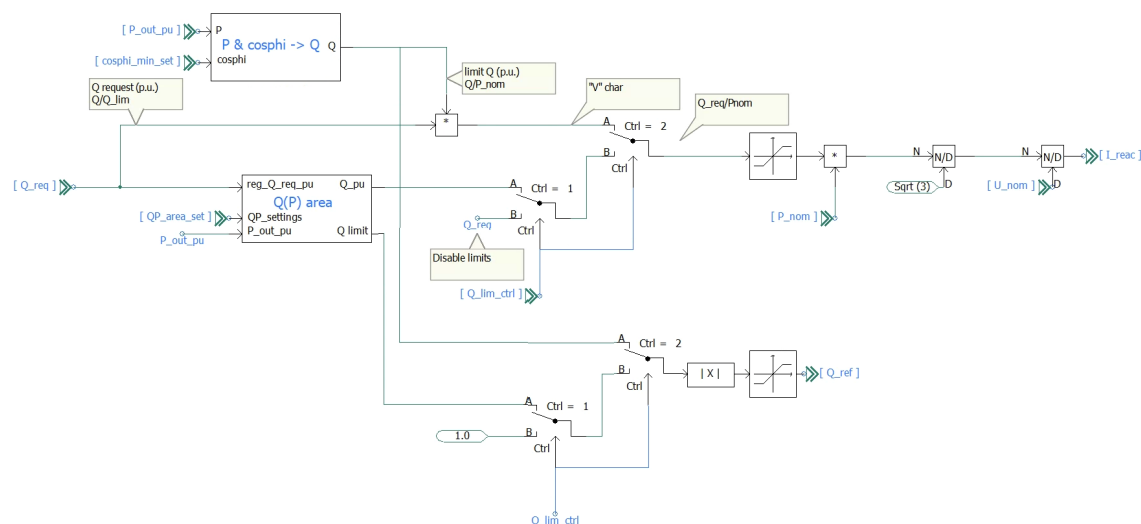 [ P_out_pu ]
P
P & cosphi -> Q
Q
[ cosphi_min_set ]
cosphi
limit Q (p.u.)
Q/P_nom
Q request (p.u.)
Q/Q_lim
"V" char
Q_req/Pnom
*
A
Ctrl = 2
B
Ctrl
*
N
N/D
D
N
N/D
D
[ I_reac ]
Sqrt (3)
[ U_nom ]
[ P_nom ]
[ Q_req ]
reg_Q_req_pu
Q_pu
Q(P) area
[ QP_area_set ]
QP_settings
P_out_pu
P_out_pu
Q limit
A
Ctrl = 1
B
Ctrl
Q_req
Disable limits
[ Q_lim_ctrl ]
A
Ctrl = 2
B
Ctrl
| X |
[ Q_ref ]
A
Ctrl = 1
B
Ctrl
1.0
Q_lim_ctrl